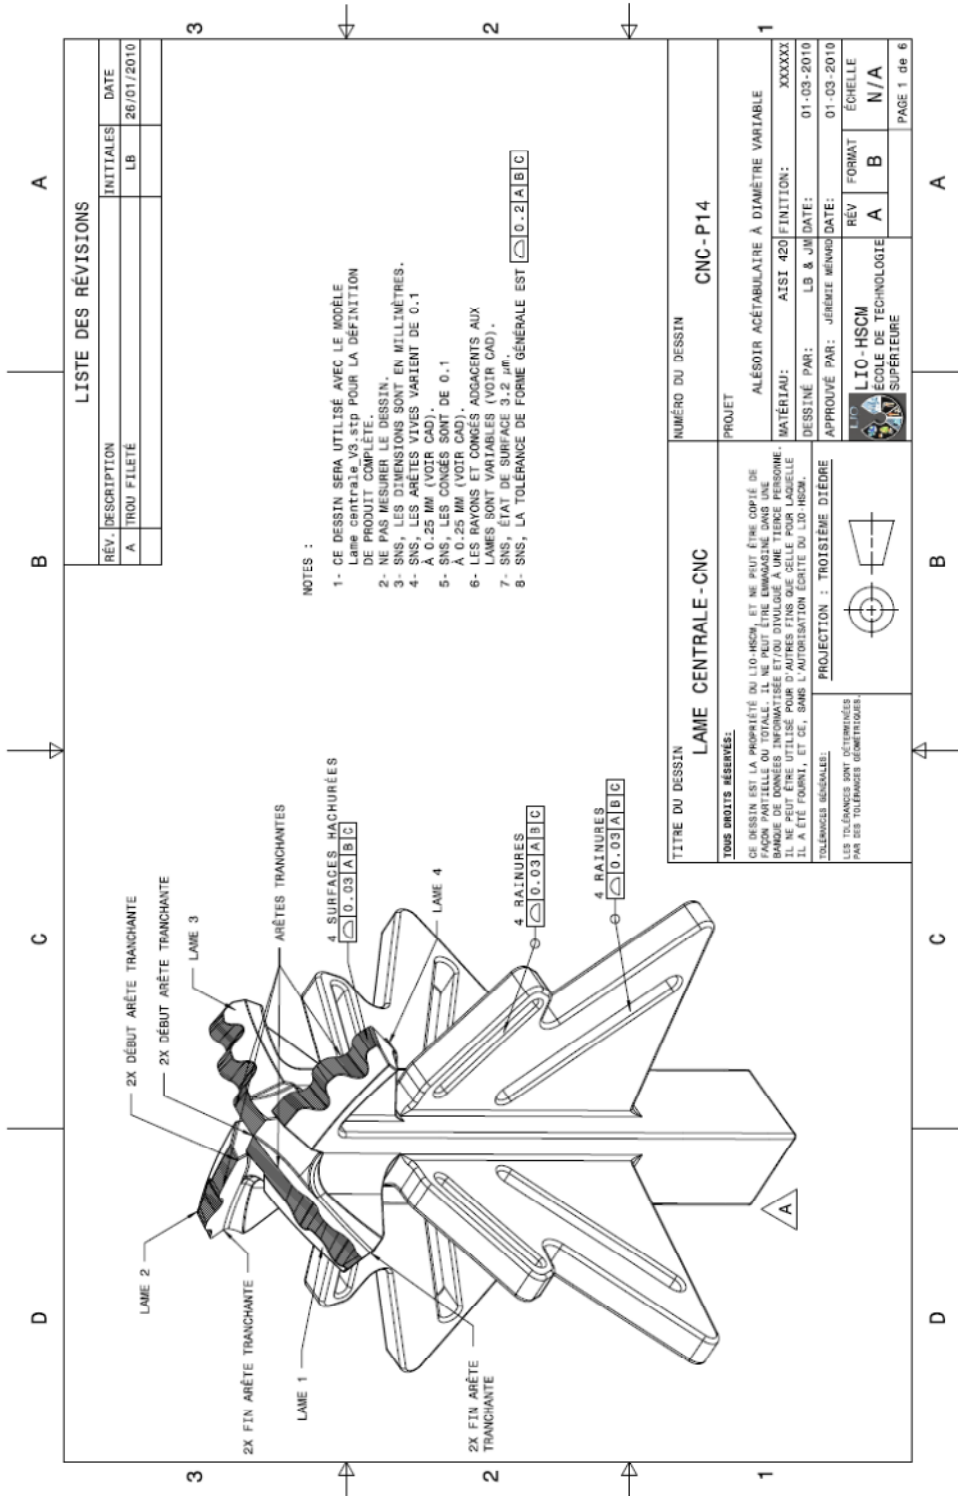 D
C
B
A
3
2
1
LISTE DES RÉVISIONS
RÉV. DESCRIPTION INITIALES DATE
A TROU FILETÉ LB 26/01/2010
NOTES :
1- CE DESSIN SERA UTILISÉ AVEC LE MODÈLE
Lame centrale_V3.stp POUR LA DÉFINITION
DE PRODUIT COMPLÈTE.
2- NE PAS MESURER LE DESSIN.
3- SNS, LES DIMENSIONS SONT EN MILLIMÈTRES.
4- SNS, LES ARÊTES VIVES VARIENT DE 0.1
À 0.25 MM (VOIR CAD).
5- SNS, LES CONGÉS SONT DE 0.1
À 0.25 MM (VOIR CAD).
6- LES RAYONS ET CONGÉS ADGACENTS AUX
LAMES SONT VARIABLES (VOIR CAD).
7- SNS, ÉTAT DE SURFACE 3.2 µm.
8- SNS, LA TOLÉRANCE DE FORME GÉNÉRALE EST 0.2 A B C
LAME 2
2X DÉBUT ARÊTE TRANCHANTE
2X DÉBUT ARÊTE TRANCHANTE
LAME 3
2X FIN ARÊTE TRANCHANTE
ARÊTES TRANCHANTES
LAME 1
4 SURFACES HACHURÉES
0.03 A B C
LAME 4
2X FIN ARÊTE
TRANCHANTE
4 RAINURES
0.03 A B C
4 RAINURES
0.03 A B C
A
TITRE DU DESSIN
LAME CENTRALE-CNC
NUMÉRO DU DESSIN
CNC-P14
TOUS DROITS RÉSERVÉS:
CE DESSIN EST LA PROPRIÉTÉ DU LIO-HSCM, ET NE PEUT ÊTRE COPIÉ DE
FAÇON PARTIELLE OU TOTALE. IL NE PEUT ÊTRE EMMAGASINÉ DANS UNE
BANQUE DE DONNÉES INFORMATISÉE ET/OU DIVULGUÉ À UNE TIERCE PERSONNE.
IL NE PEUT ÊTRE UTILISÉ POUR D'AUTRES FINS QUE CELLE POUR LAQUELLE
IL A ÉTÉ FOURNI, ET CE, SANS L'AUTORISATION ÉCRITE DU LIO-HSCM.
PROJET
ALÉSOIR ACÉTABULAIRE À DIAMÈTRE VARIABLE
MATÉRIAU: AISI 420 FINITION: XXXXXX
DESSINÉ PAR: LB & JM DATE: 01-03-2010
APPROUVÉ PAR: JÉRÉMIE MÉNARD DATE: 01-03-2010
TOLÉRANCES GÉNÉRALES:
LES TOLÉRANCES SONT DÉTERMINÉES
PAR DES TOLÉRANCES GÉOMÉTRIQUES.
PROJECTION : TROISIÈME DIÈDRE
LIO
LIO-HSCM
ÉCOLE DE TECHNOLOGIE
SUPÉRIEURE
RÉV FORMAT ÉCHELLE
A B N/A
PAGE 1 de 6
3
2
1
D
C
B
A